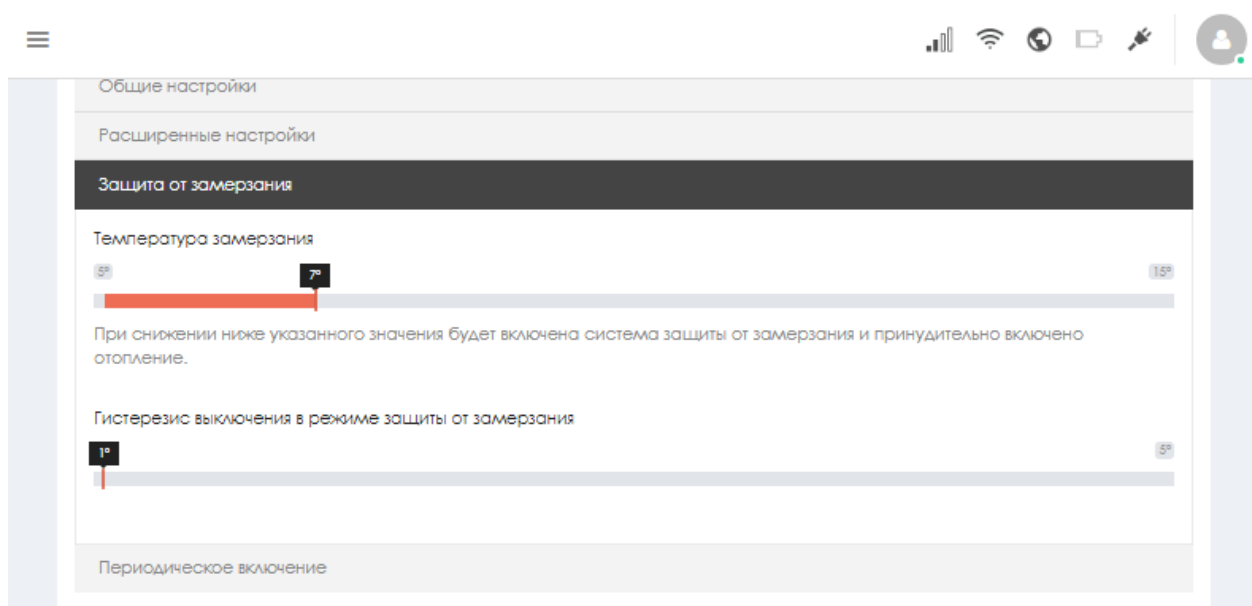 Общие настройки
Расширенные настройки
Защита от замерзания
Температура замерзания
5° 7° 15°
При снижении ниже указанного значения будет включена система защиты от замерзания и принудительно включено
отопление.
Гистерезис выключения в режиме защиты от замерзания
1° 5°
Периодическое включение